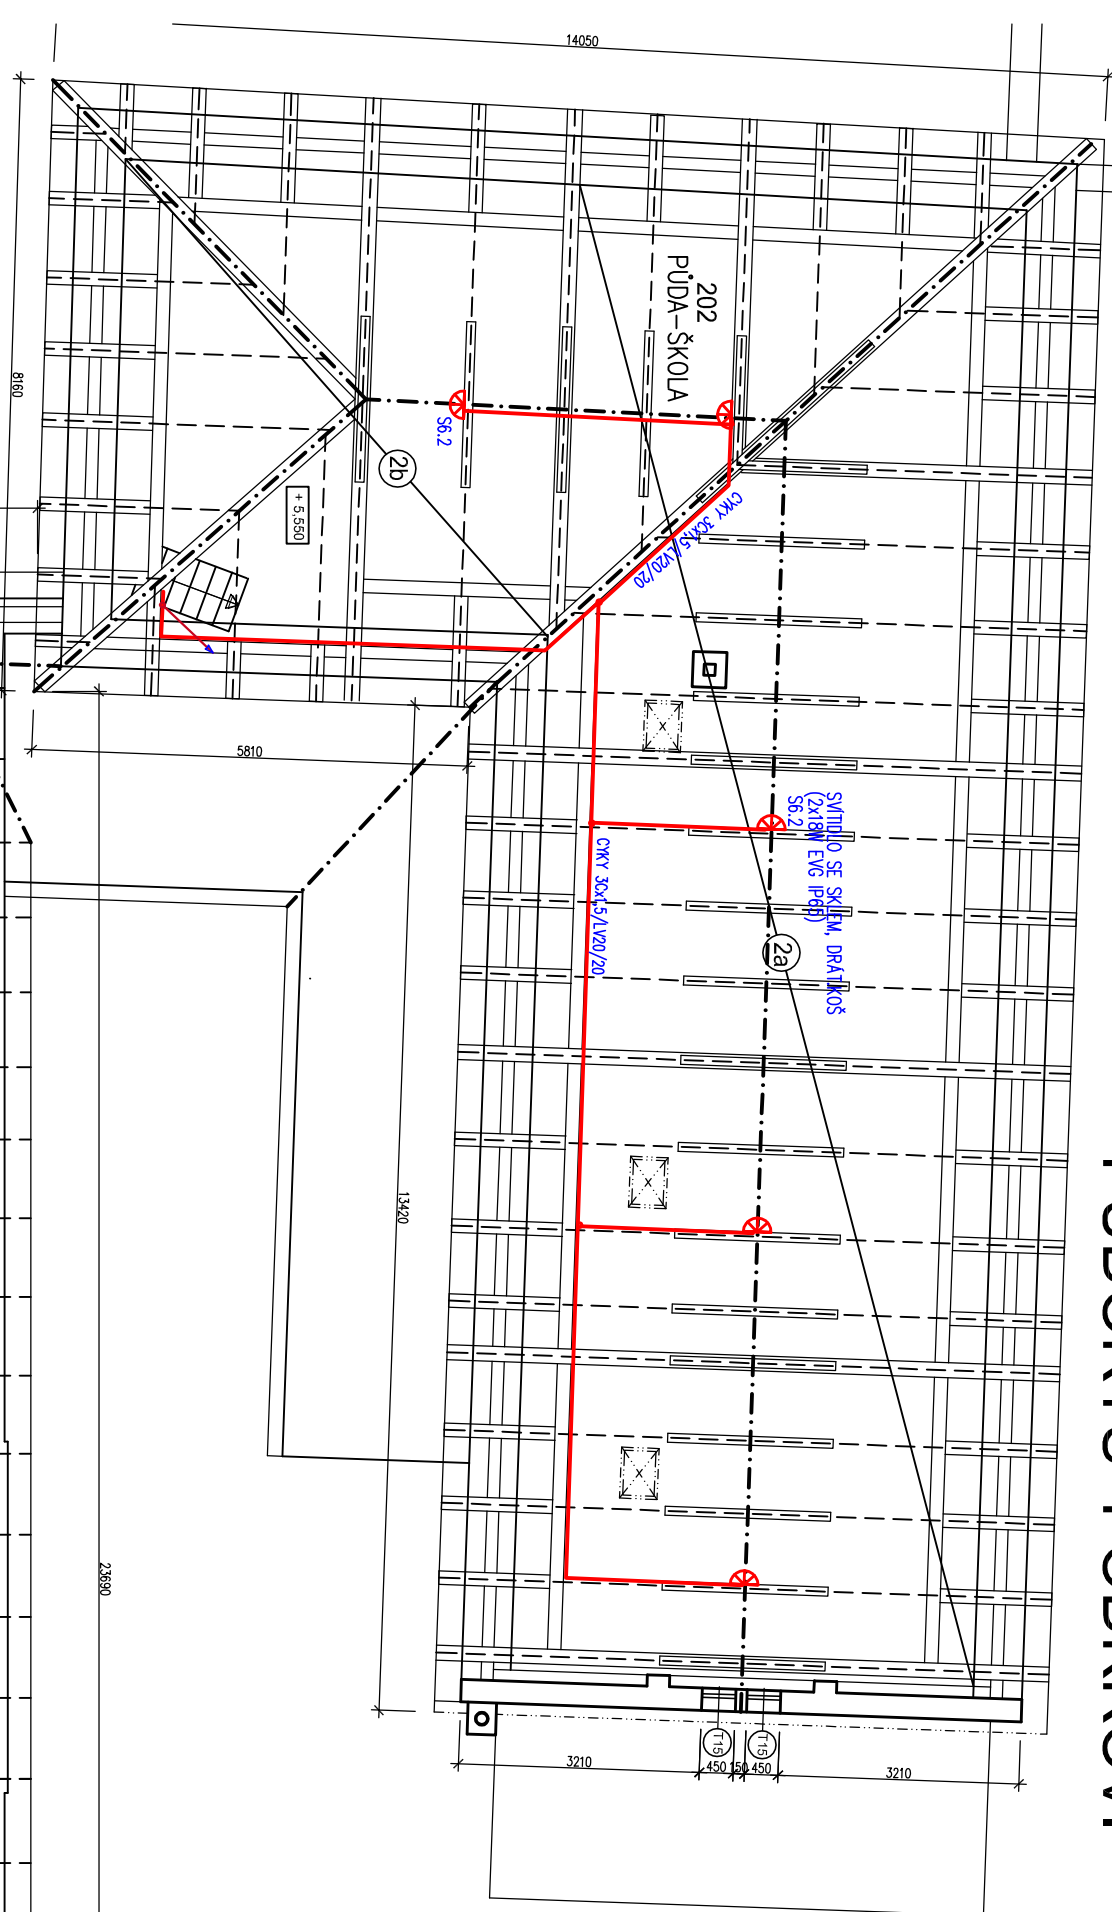 14050
8160
202
PŮDA-ŠKOLA
S6.2
2b
+ 5,550
CYKY 3Cx1,5/LV20/20
5810
SVÍTIDLO SE SKLEM, DRÁT.KOŠ
(2x18W EVG IP65)
S6.2
CYKY 3Cx1,5/LV20/20
2a
x
x
x
13420
23690
T15
T15
3210
450
150
450
3210